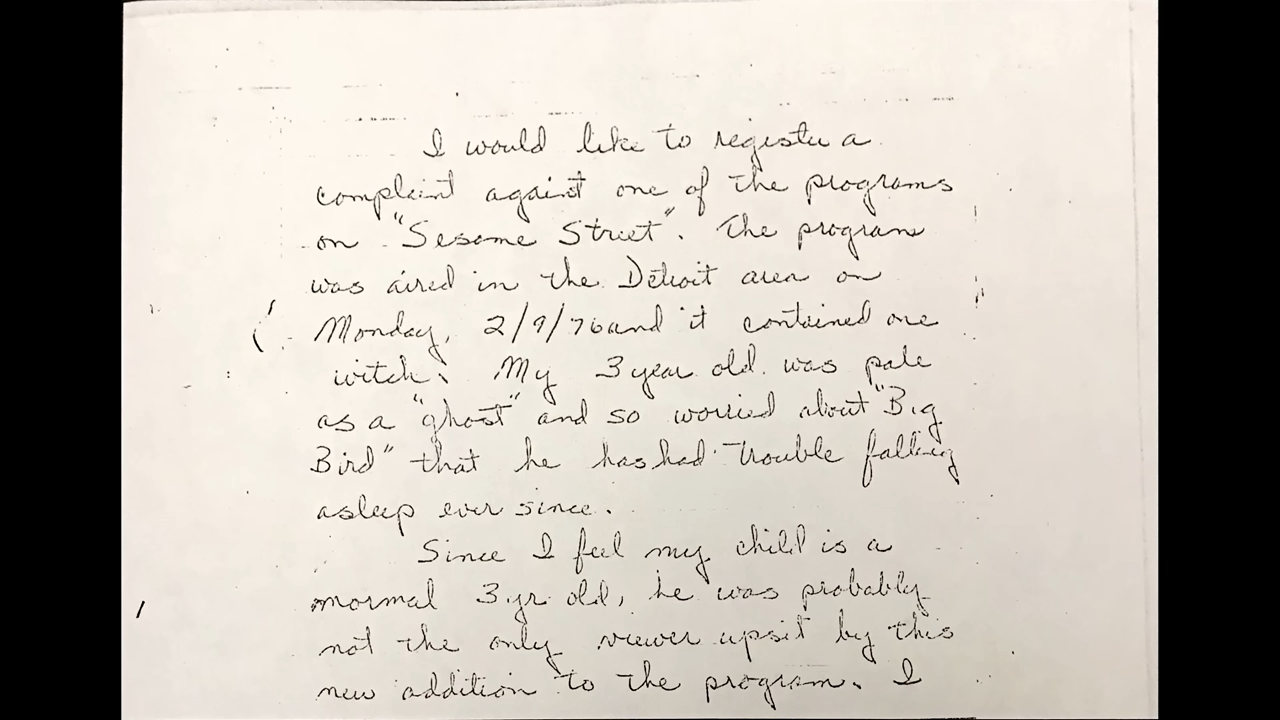 I would like to register a
complaint against one of the programs
on "Sesame Street". The program
was aired in the Detroit area on
Monday, 2/9/76 and it contained one
witch. My 3 year old was pale
as a "ghost" and so worried about "Big
Bird" that he has had trouble falling
asleep ever since.
Since I feel my child is a
normal 3 yr old, he was probably
not the only viewer upset by this
new addition to the program. I